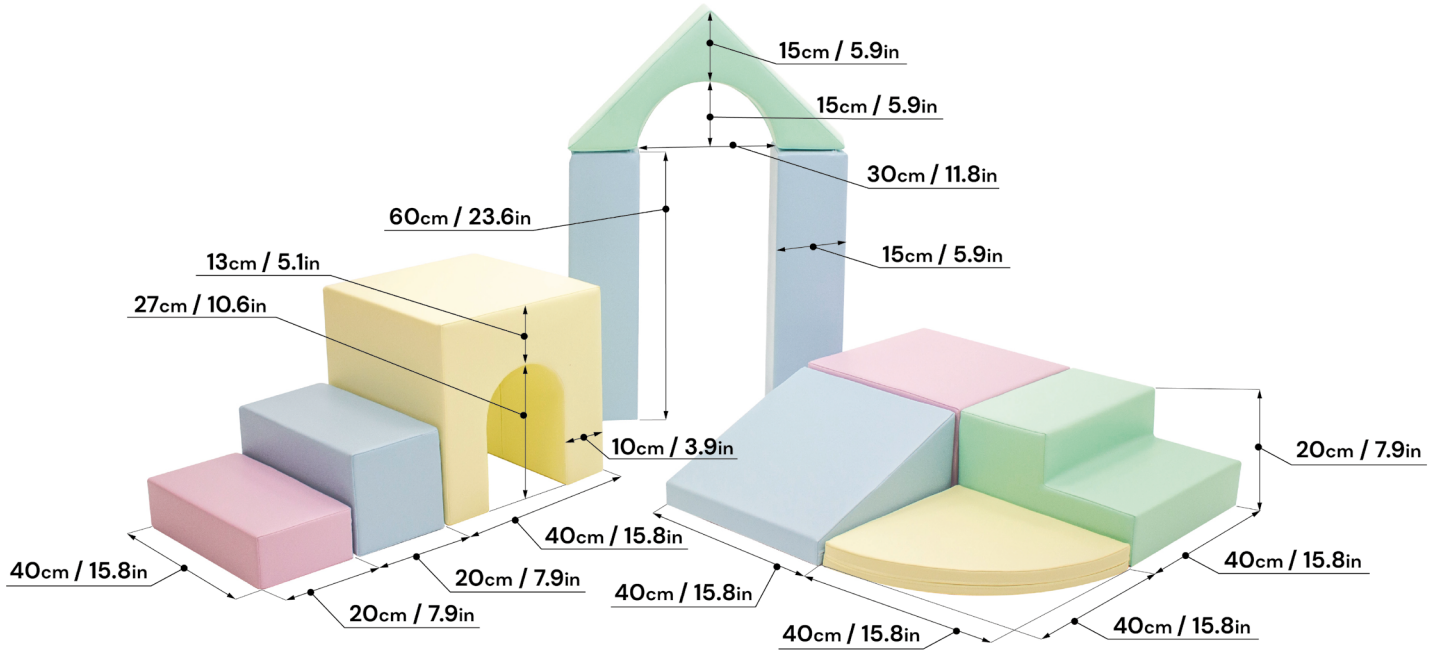 15cm / 5.9in
15cm / 5.9in
30cm / 11.8in
60cm / 23.6in
15cm / 5.9in
13cm / 5.1in
27cm / 10.6in
10cm / 3.9in
20cm / 7.9in
40cm / 15.8in
40cm / 15.8in
40cm / 15.8in
20cm / 7.9in
40cm / 15.8in
20cm / 7.9in
40cm / 15.8in
40cm / 15.8in